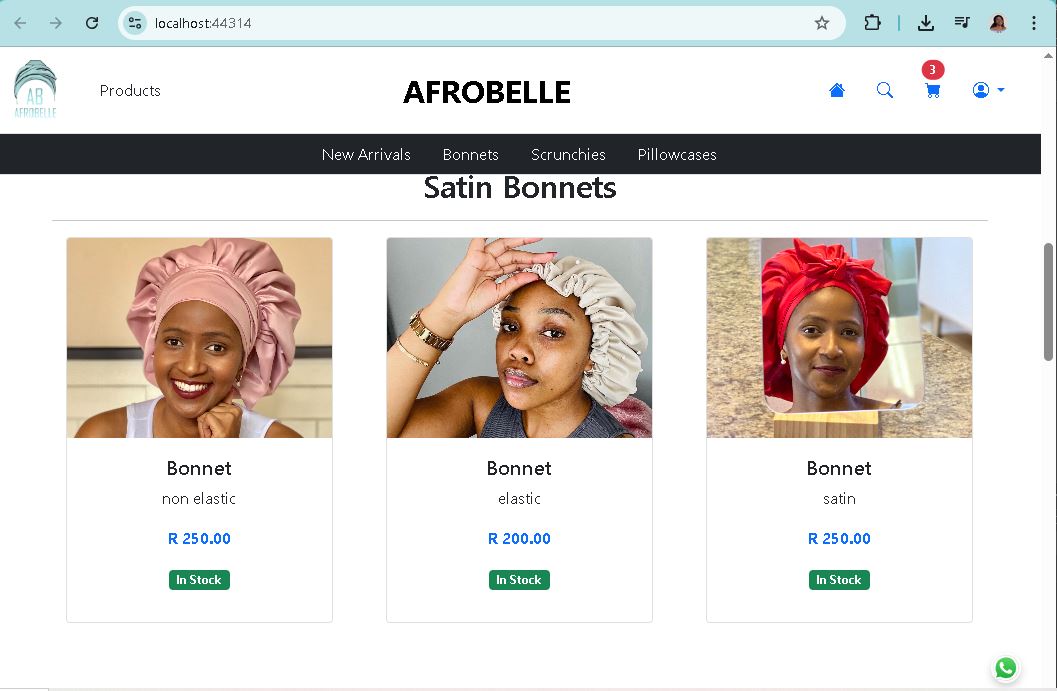 localhost:44314
AB
AFROBELLE
Products
AFROBELLE
3
New Arrivals Bonnets Scrunchies Pillowcases
Satin Bonnets
Bonnet
non elastic
R 250.00
In Stock
Bonnet
elastic
R 200.00
In Stock
Bonnet
satin
R 250.00
In Stock